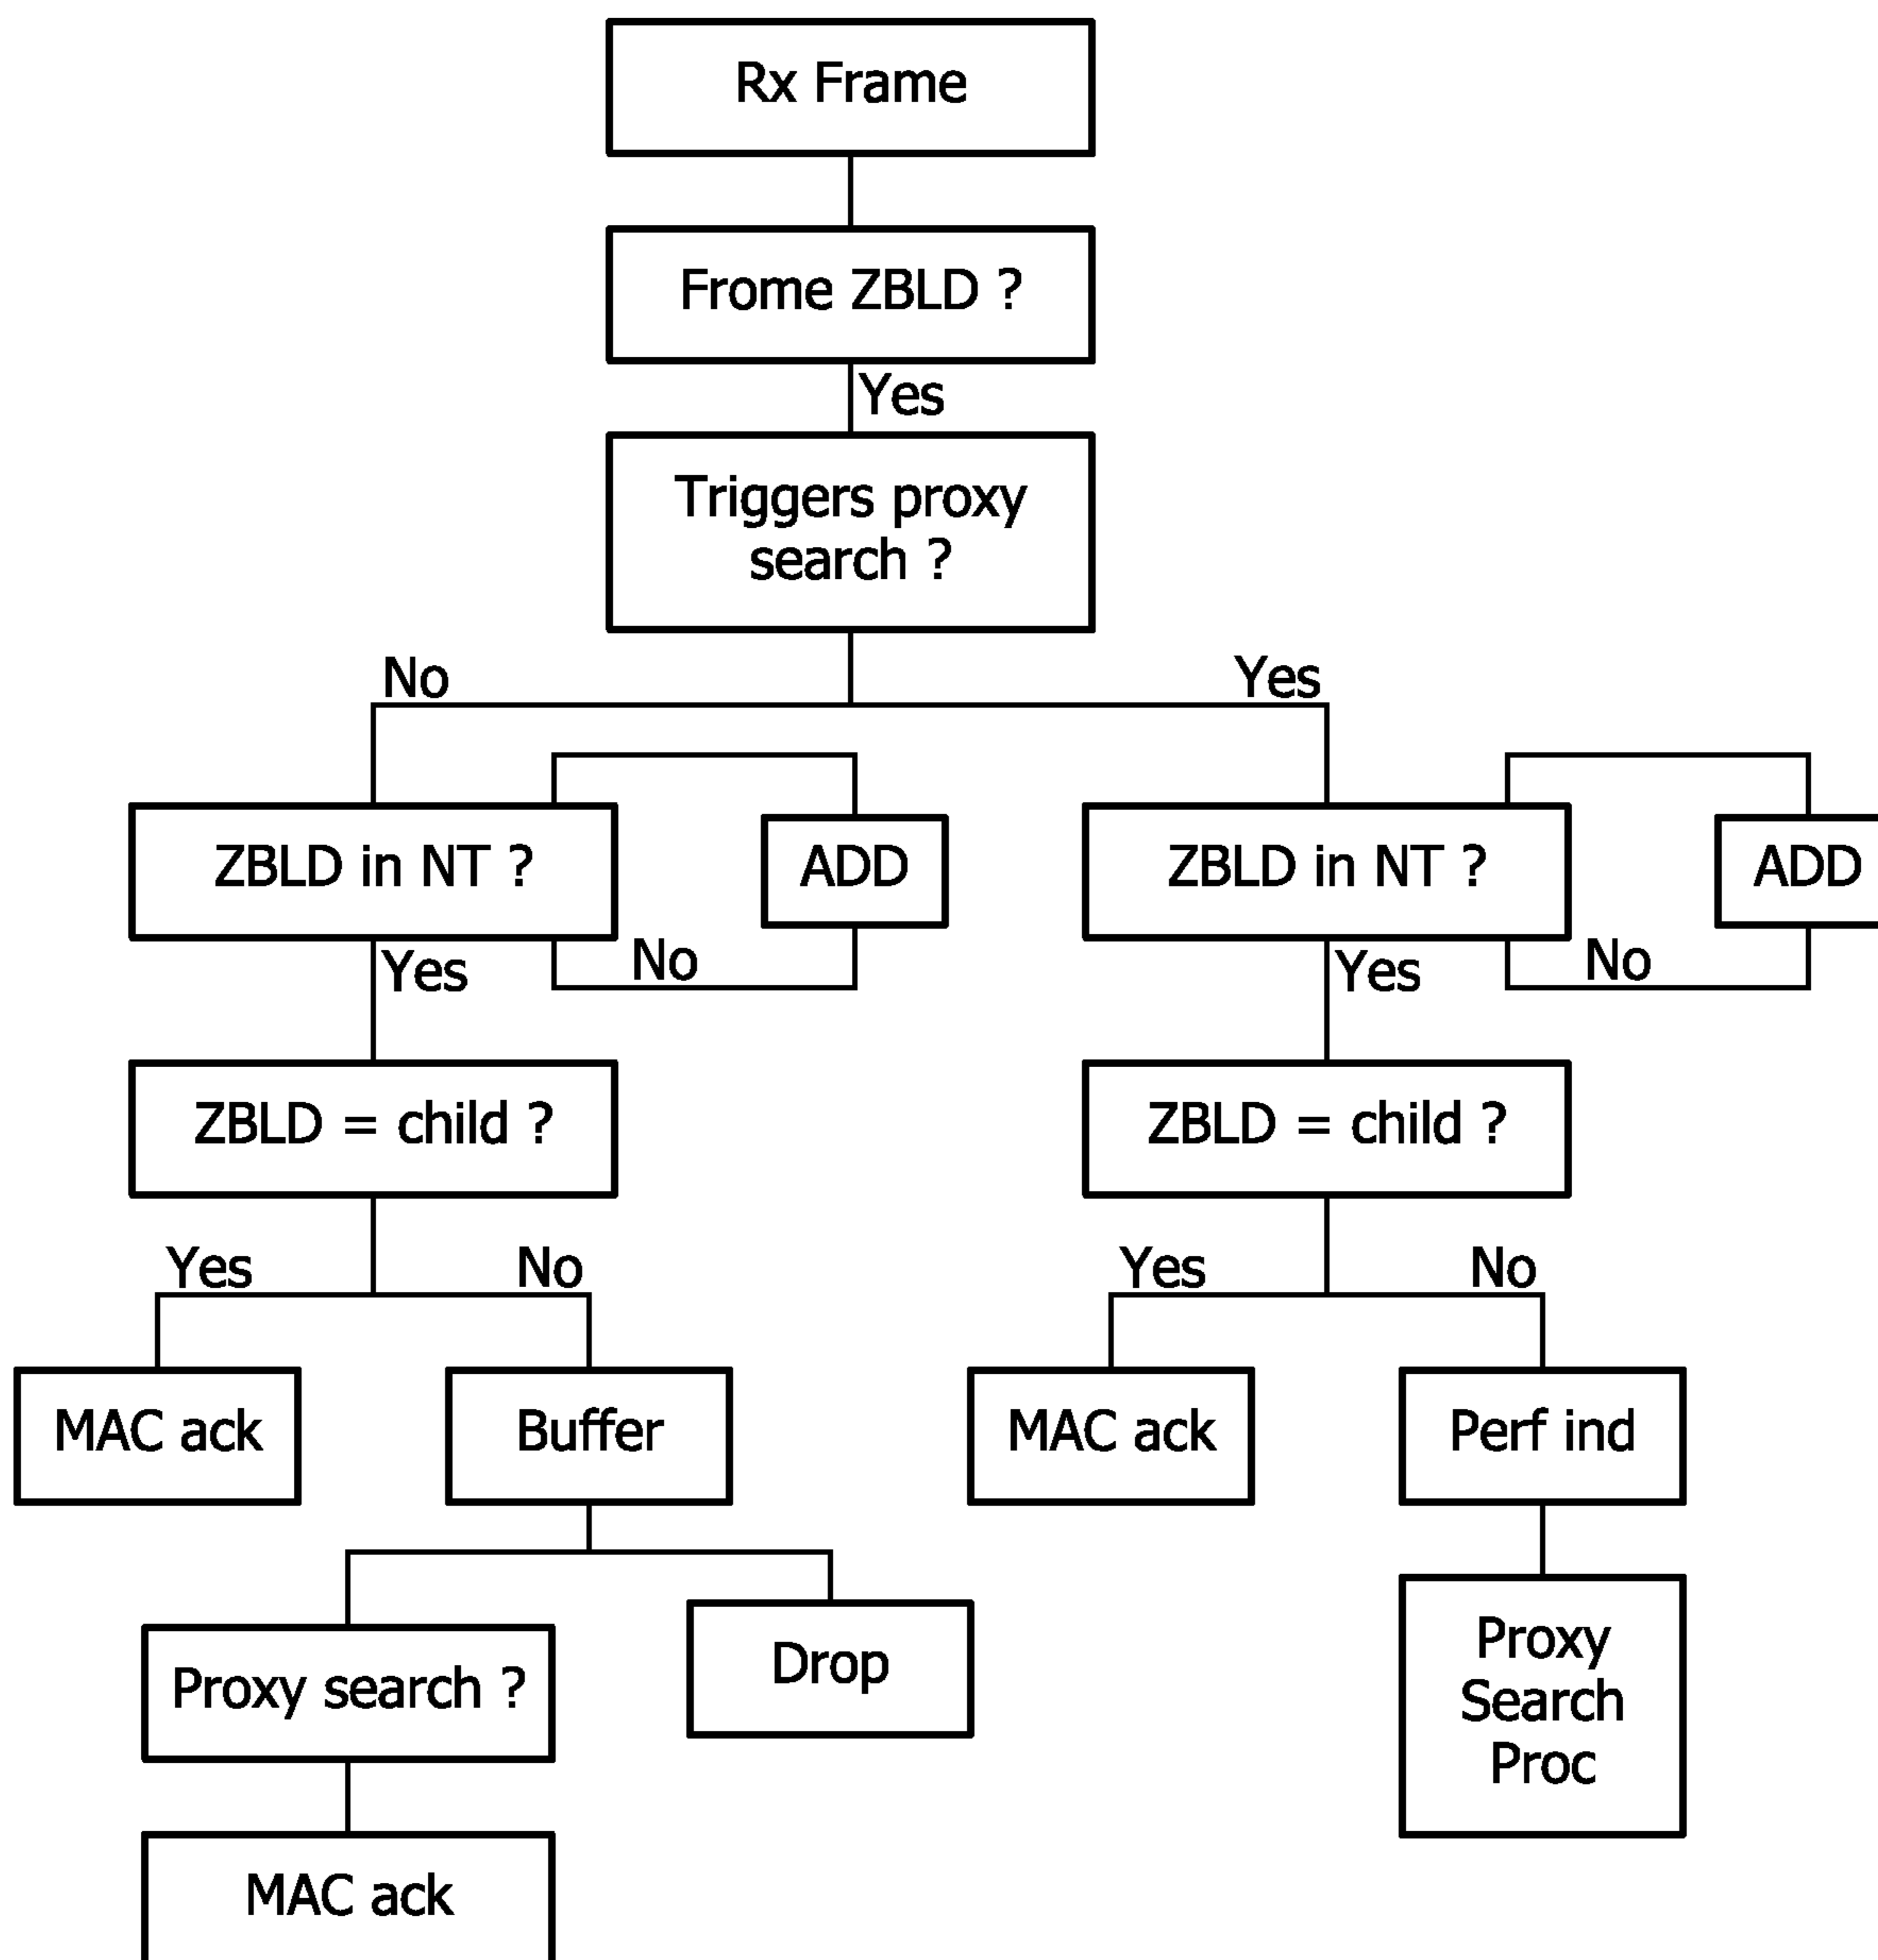 Rx Frame
Frome ZBLD ?
Yes
Triggers proxy
search ?
No
Yes
ZBLD in NT ?
ADD
ZBLD in NT ?
ADD
Yes
No
Yes
No
ZBLD = child ?
ZBLD = child ?
Yes
No
Yes
No
MAC ack
Buffer
MAC ack
Perf ind
Proxy search ?
Drop
Proxy
Search
Proc
MAC ack